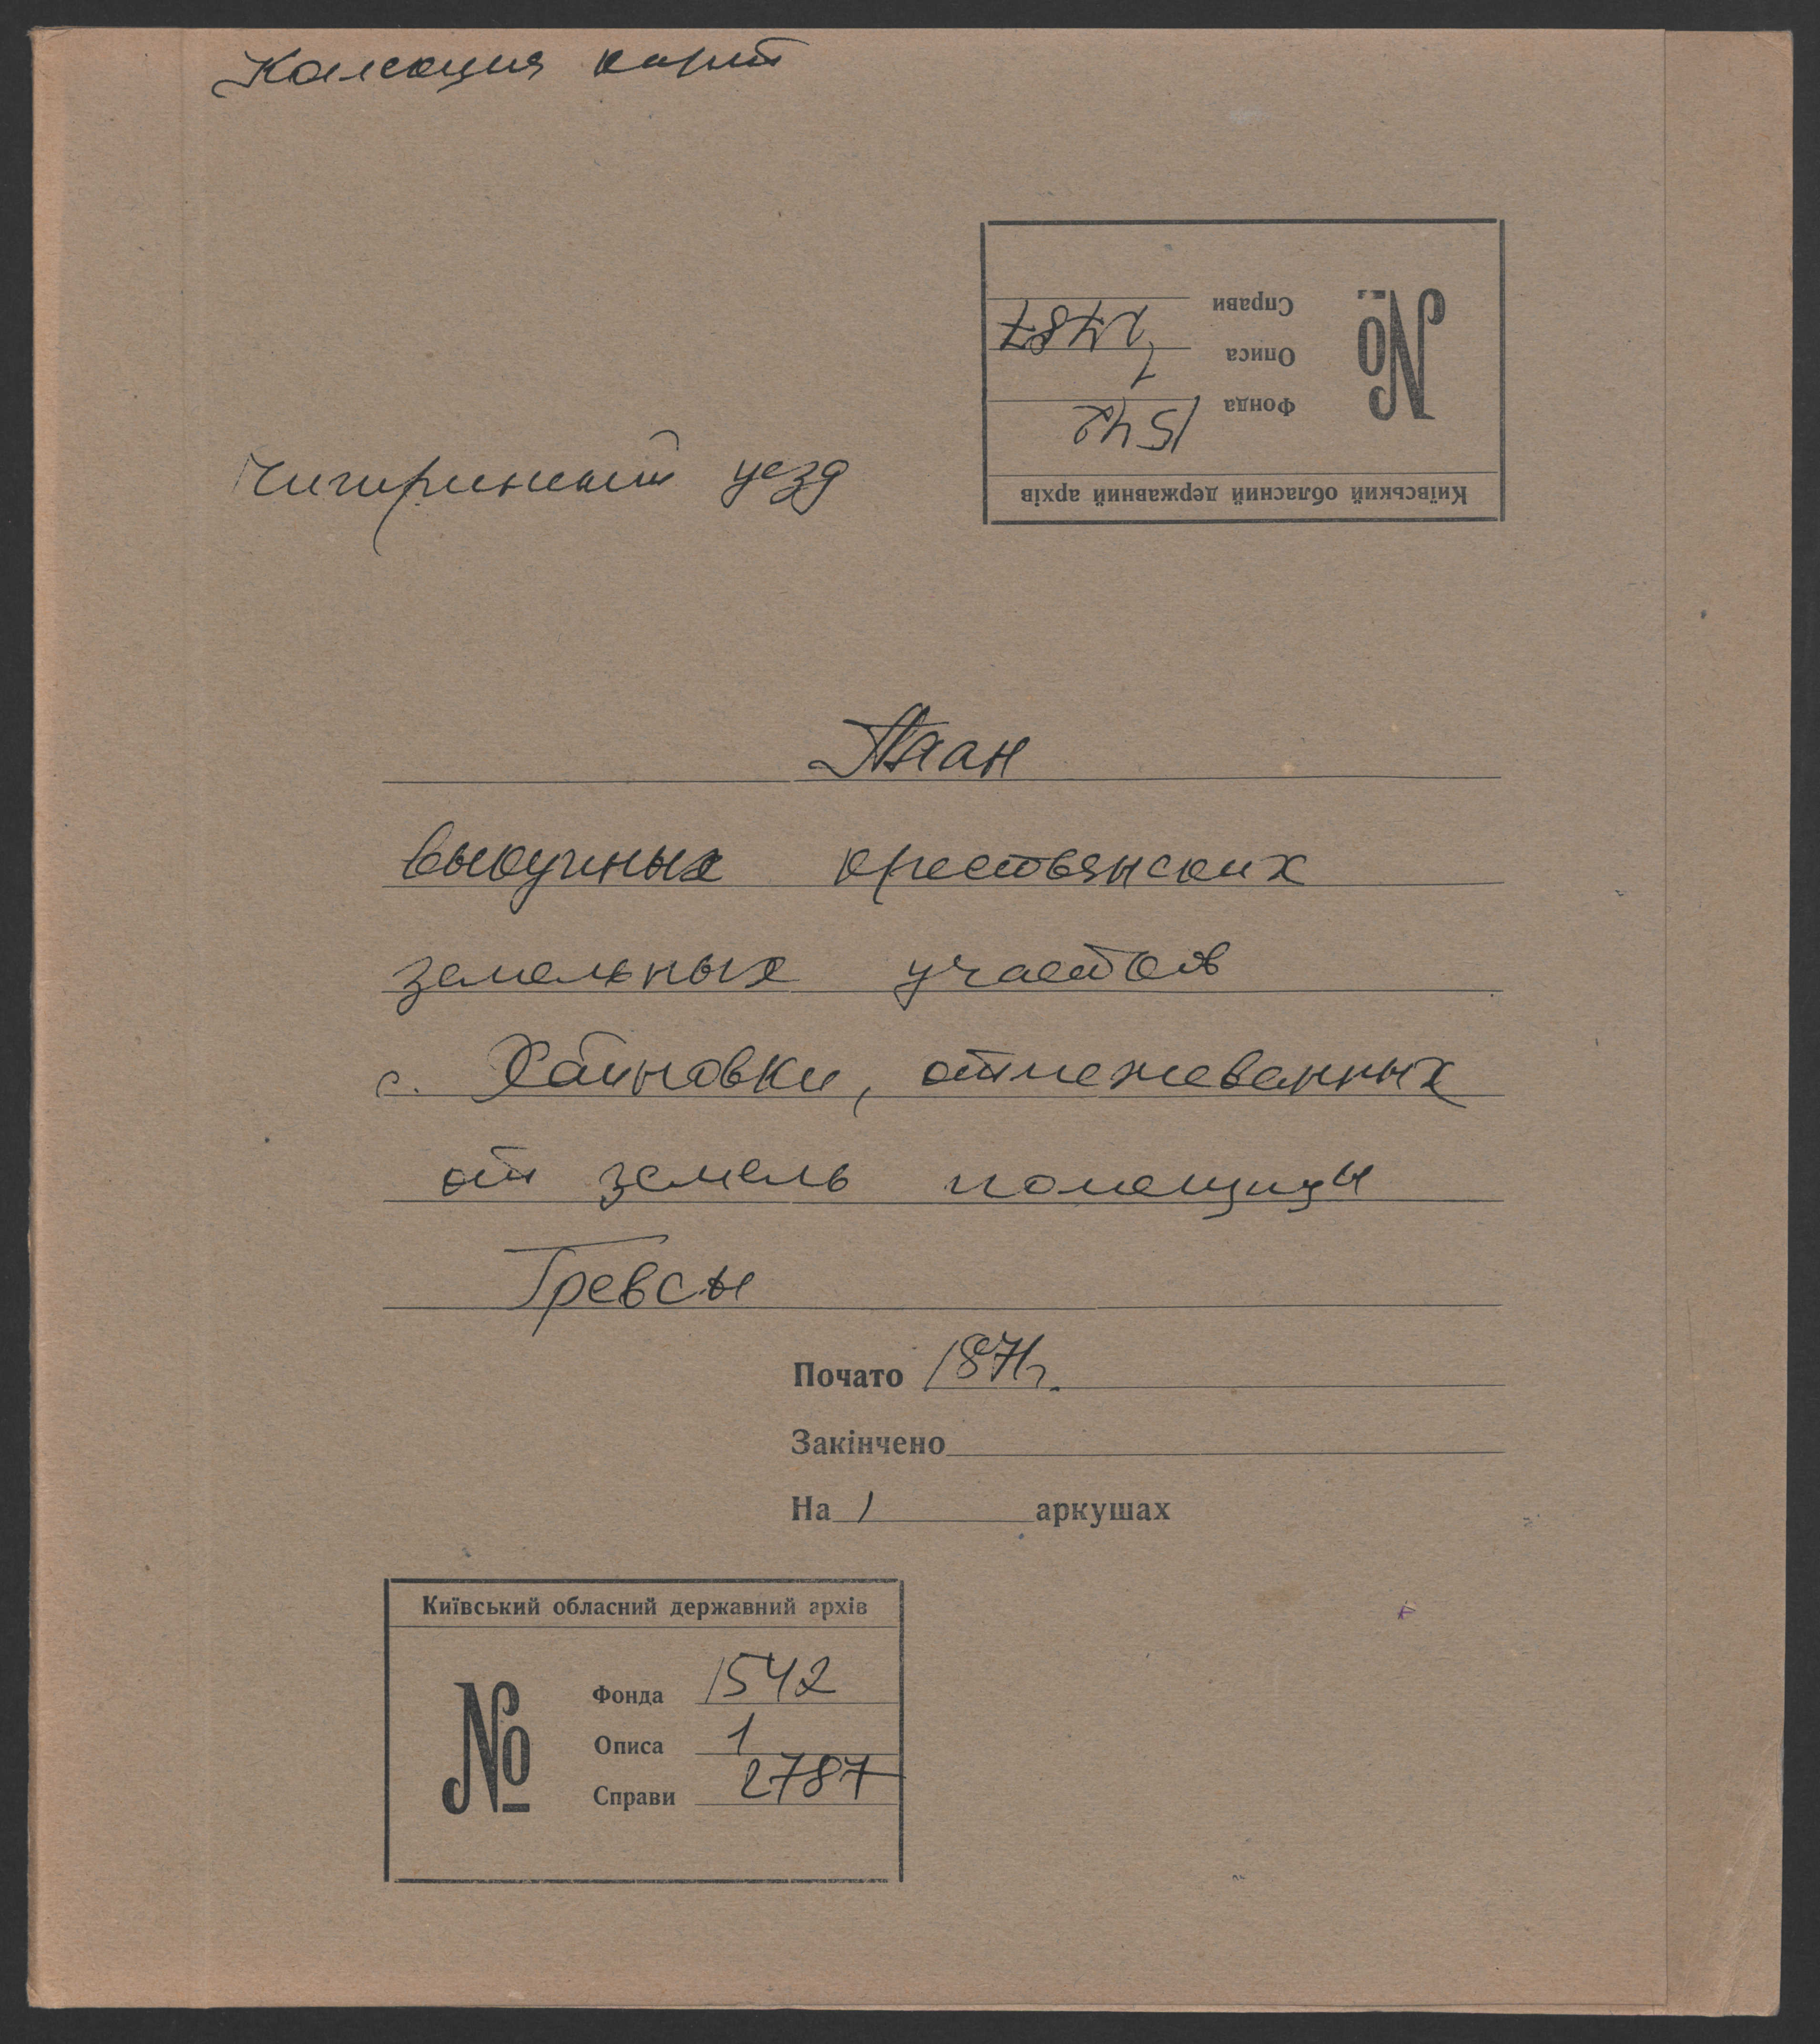 Колекция карт
Справи 2787
Описа 1
Фонда 1542
№
Київський обласний державний архів
Чигиринский уезд
План
выкупных крестьянских
земельных участков
с. Хайновки, отмежеванных
от земель помещицы
Гревсы
Почато 1871г.
Закінчено
На 1 аркушах
Київський обласний державний архів
№
Фонда 1542
Описа 1
Справи 2787